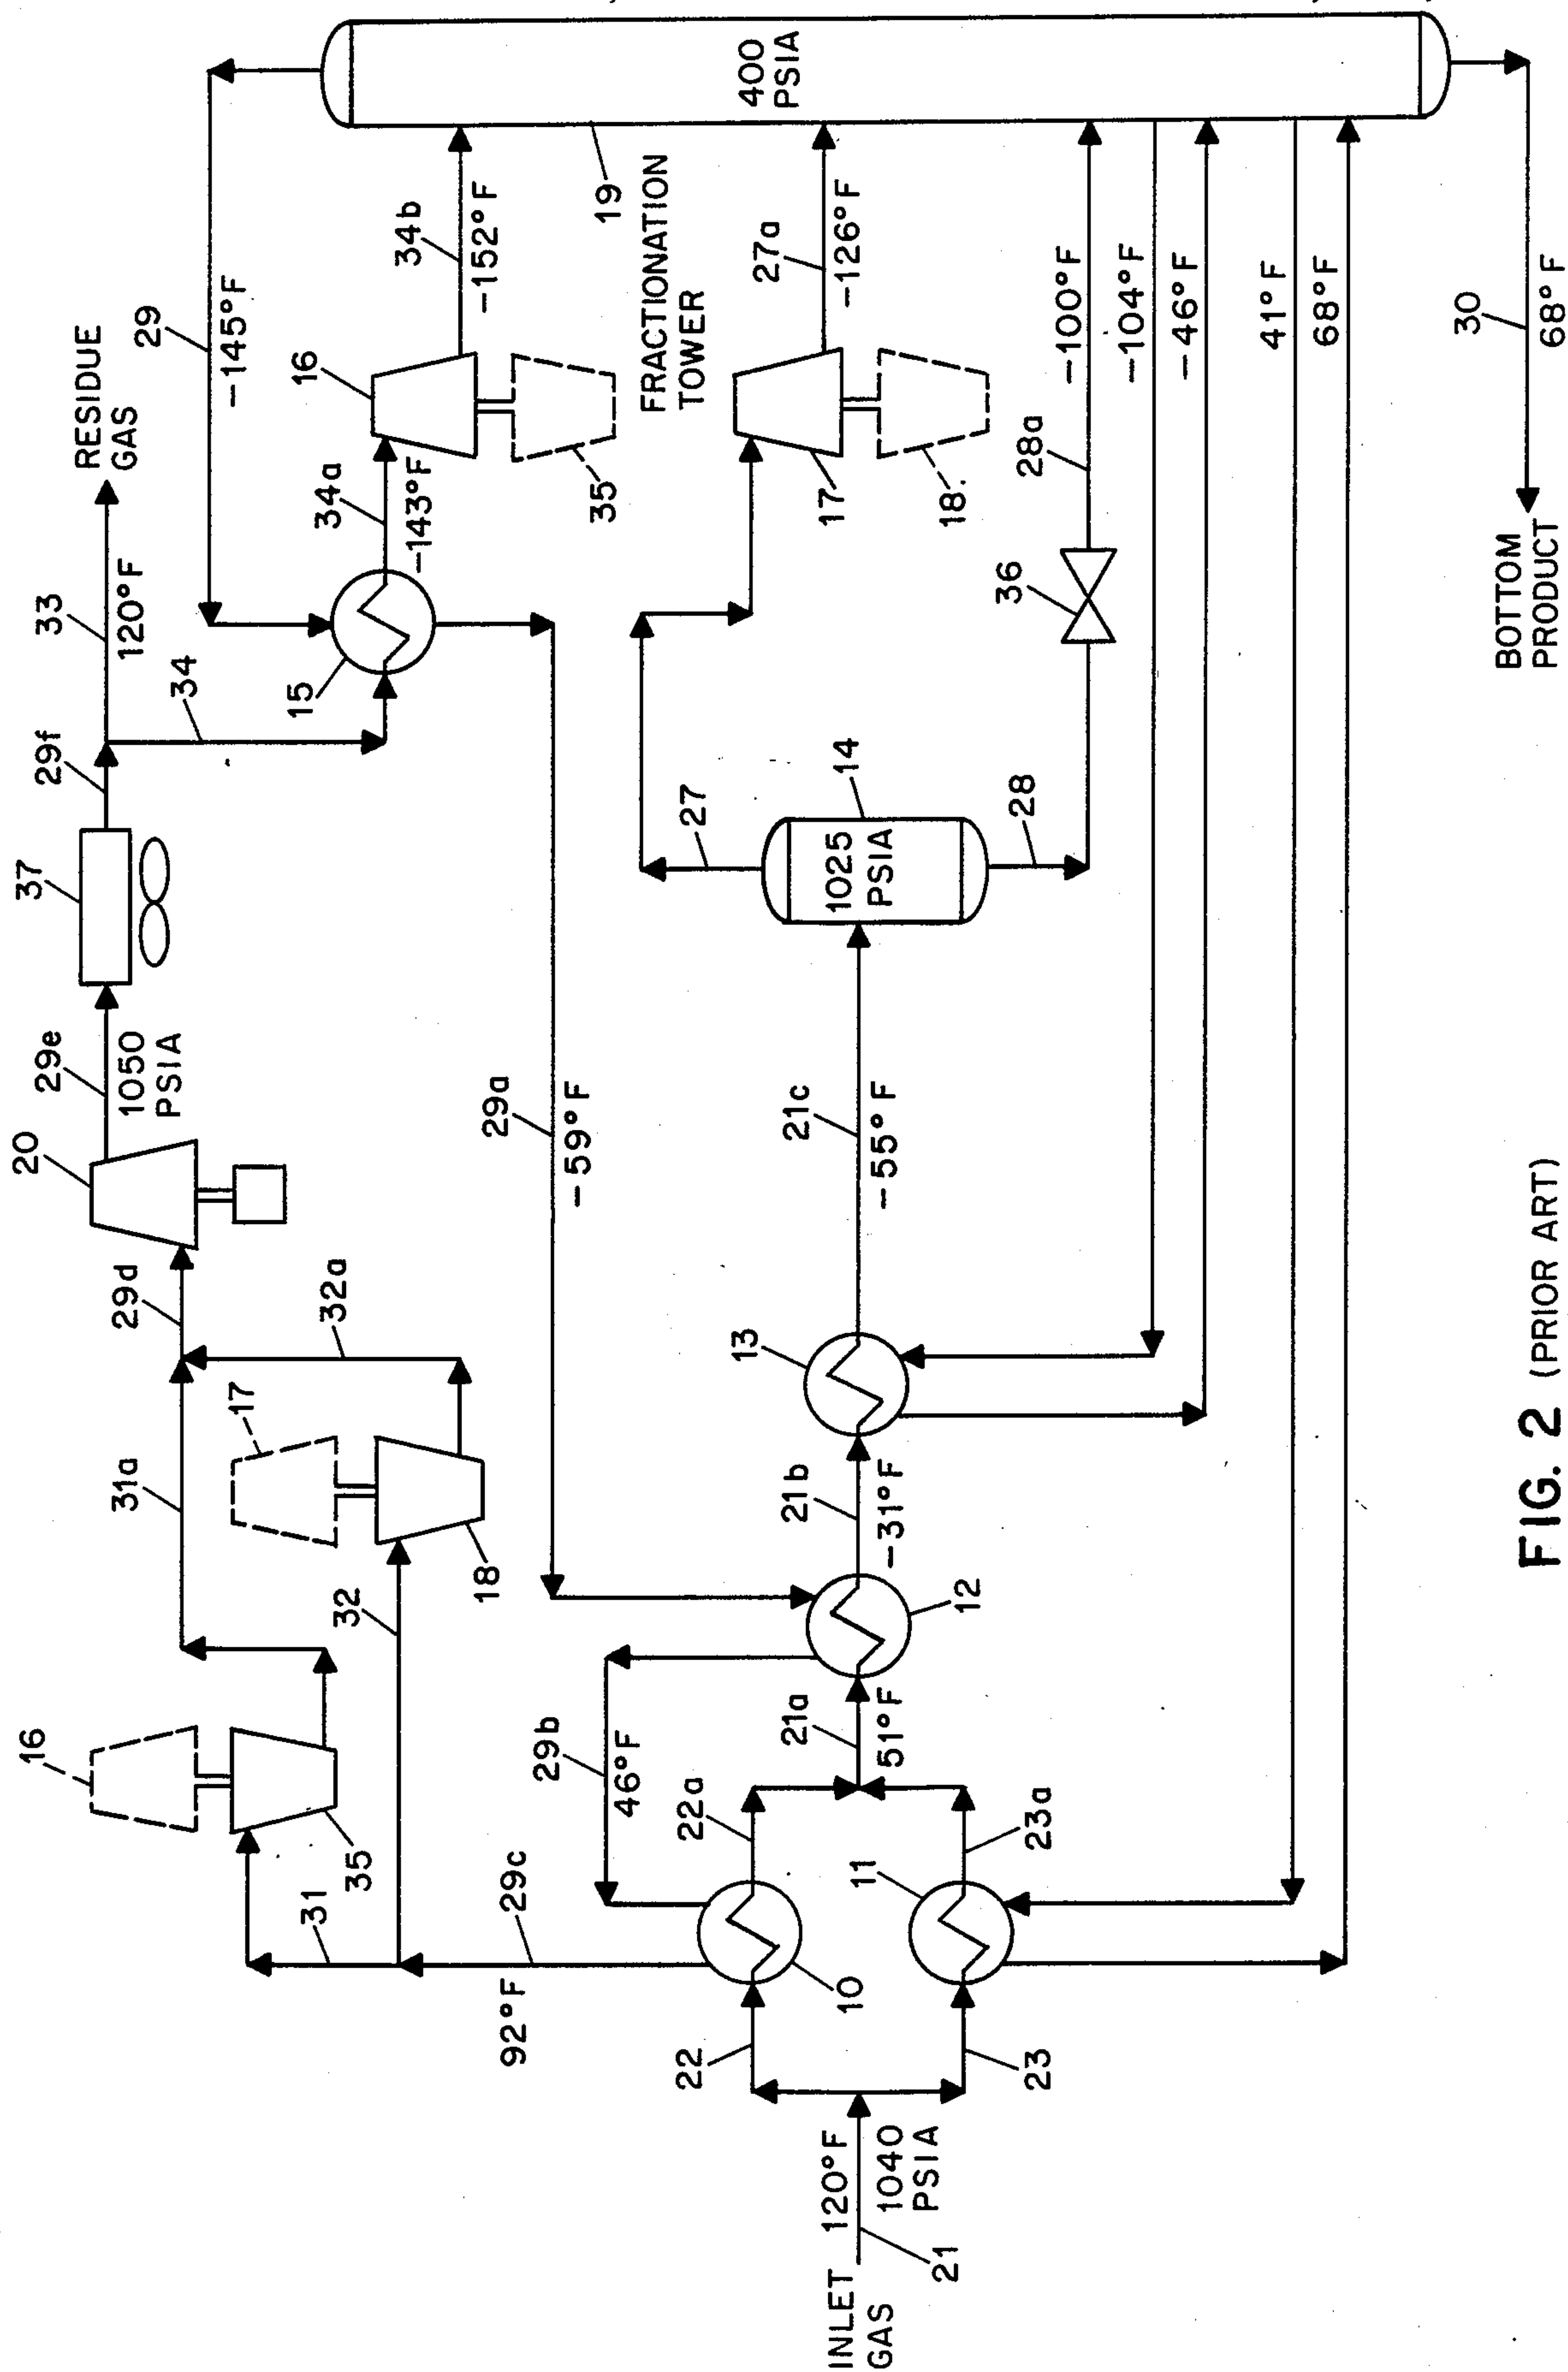 37
29e
1050
PSIA
29f
33
120°F
RESIDUE
GAS
34
29
-145°F
20
29d
31a
32a
17
18
16
35
31
32
15
34a
-143°F
16
35
34b
-152°F
FRACTIONATION
TOWER
19
400
PSIA
29a
-59°F
27
17
18.
27a
-126°F
1025
PSIA
14
28
36
28a
-100°F
-104°F
-46°F
41°F
68°F
92°F
29c
29b
46°F
22
10
22a
21a
51°F
12
21b
-31°F
13
21c
-55°F
INLET
GAS
120°F
1040
PSIA
21
23
11
23a
BOTTOM
PRODUCT
30
68°F
FIG. 2 (PRIOR ART)